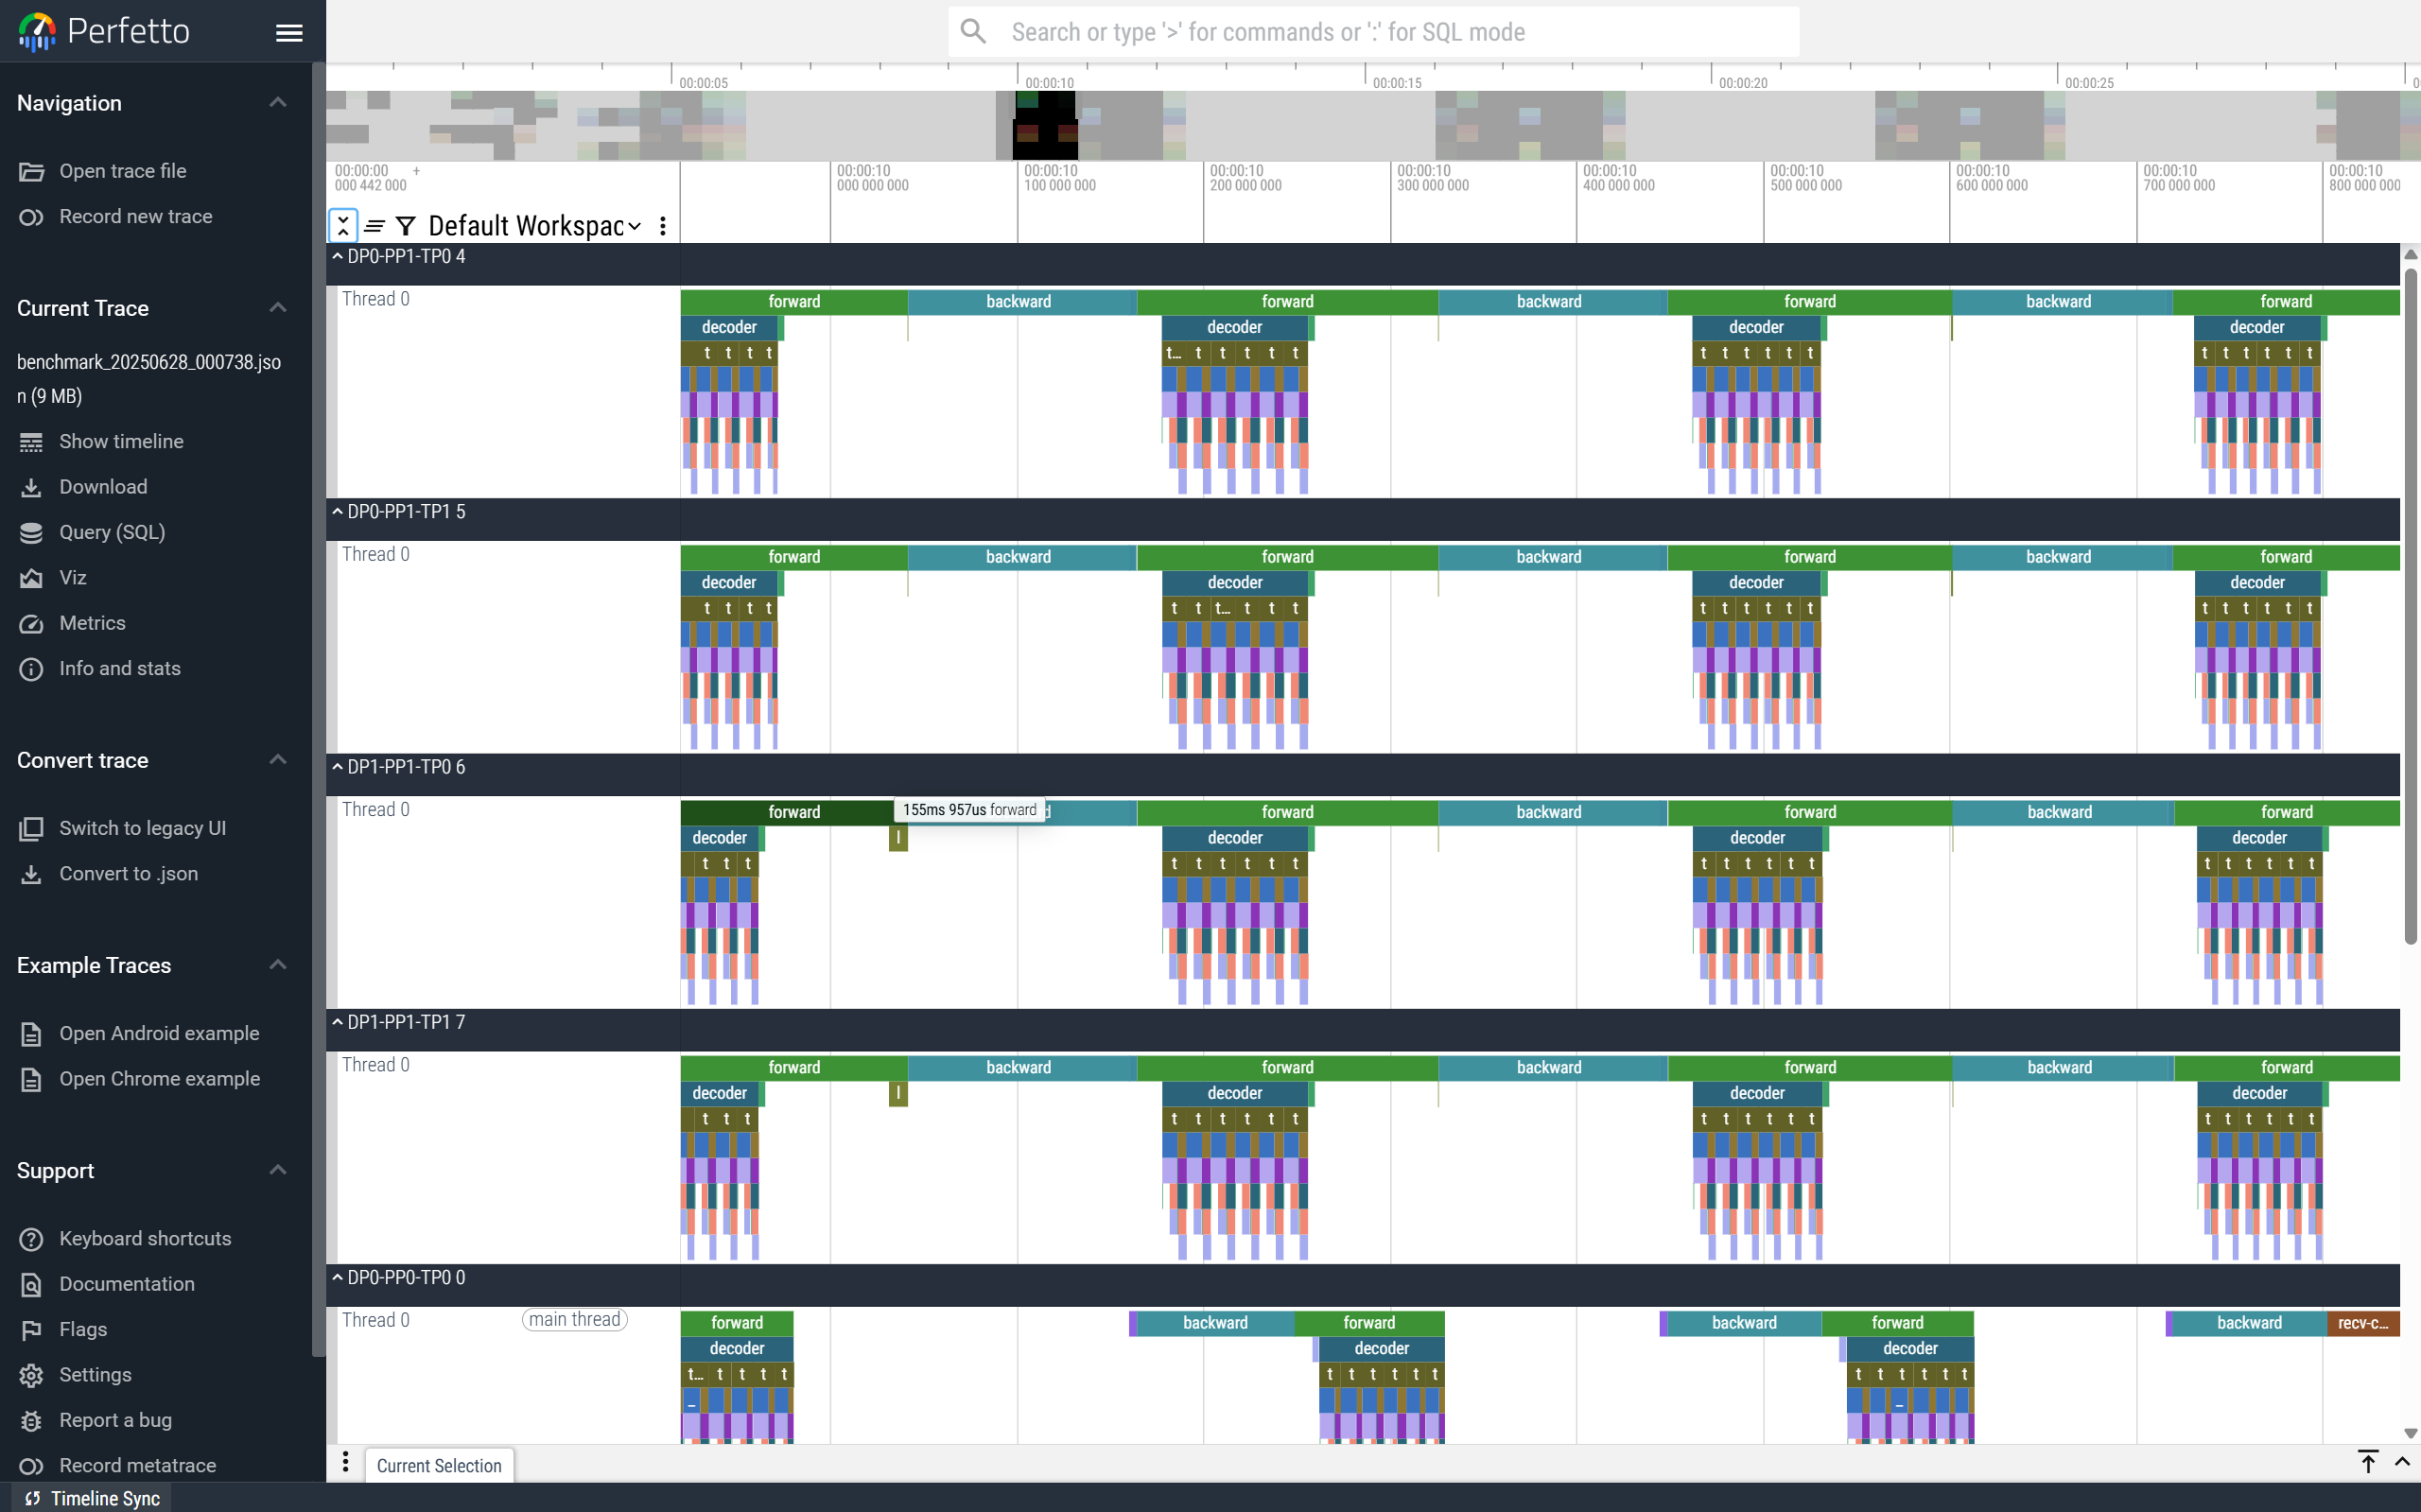 Perfetto
Search or type '>' for commands or ':' for SQL mode
Navigation
Open trace file
Record new trace
Current Trace
benchmark_20250628_000738.jso
n (9 MB)
Show timeline
Download
Query (SQL)
Viz
Metrics
Info and stats
Convert trace
Switch to legacy UI
Convert to .json
Example Traces
Open Android example
Open Chrome example
Support
Keyboard shortcuts
Documentation
Flags
Settings
Report a bug
Record metatrace
Timeline Sync
00:00:05 00:00:10 00:00:15 00:00:20 00:00:25
00:00:00 + 00:00:10 00:00:10 00:00:10 00:00:10 00:00:10 00:00:10 00:00:10 00:00:10 00:00:10
000 442 000 000 000 000 100 000 000 200 000 000 300 000 000 400 000 000 500 000 000 600 000 000 700 000 000 800 000 000
Default Workspac
DP0-PP1-TP0 4
Thread 0 forward backward forward backward forward backward forward
decoder decoder decoder decoder
t t t t t... t t t t t t t t t t t t t t t t t
DP0-PP1-TP1 5
Thread 0 forward backward forward backward forward backward forward
decoder decoder decoder decoder
t t t t t t t... t t t t t t t t t t t t t t t
DP1-PP1-TP0 6
Thread 0 forward 155ms 957us forward d forward backward forward backward forward
decoder l decoder decoder decoder
t t t t t t t t t t t t t t t t t t t t t
DP1-PP1-TP1 7
Thread 0 forward backward forward backward forward backward forward
decoder l decoder decoder decoder
t t t t t t t t t t t t t t t t t t t t t
DP0-PP0-TP0 0
Thread 0 main thread forward backward forward backward forward backward recv-c...
decoder decoder decoder
t... t t t t t t t t t t t t t t t t
Current Selection